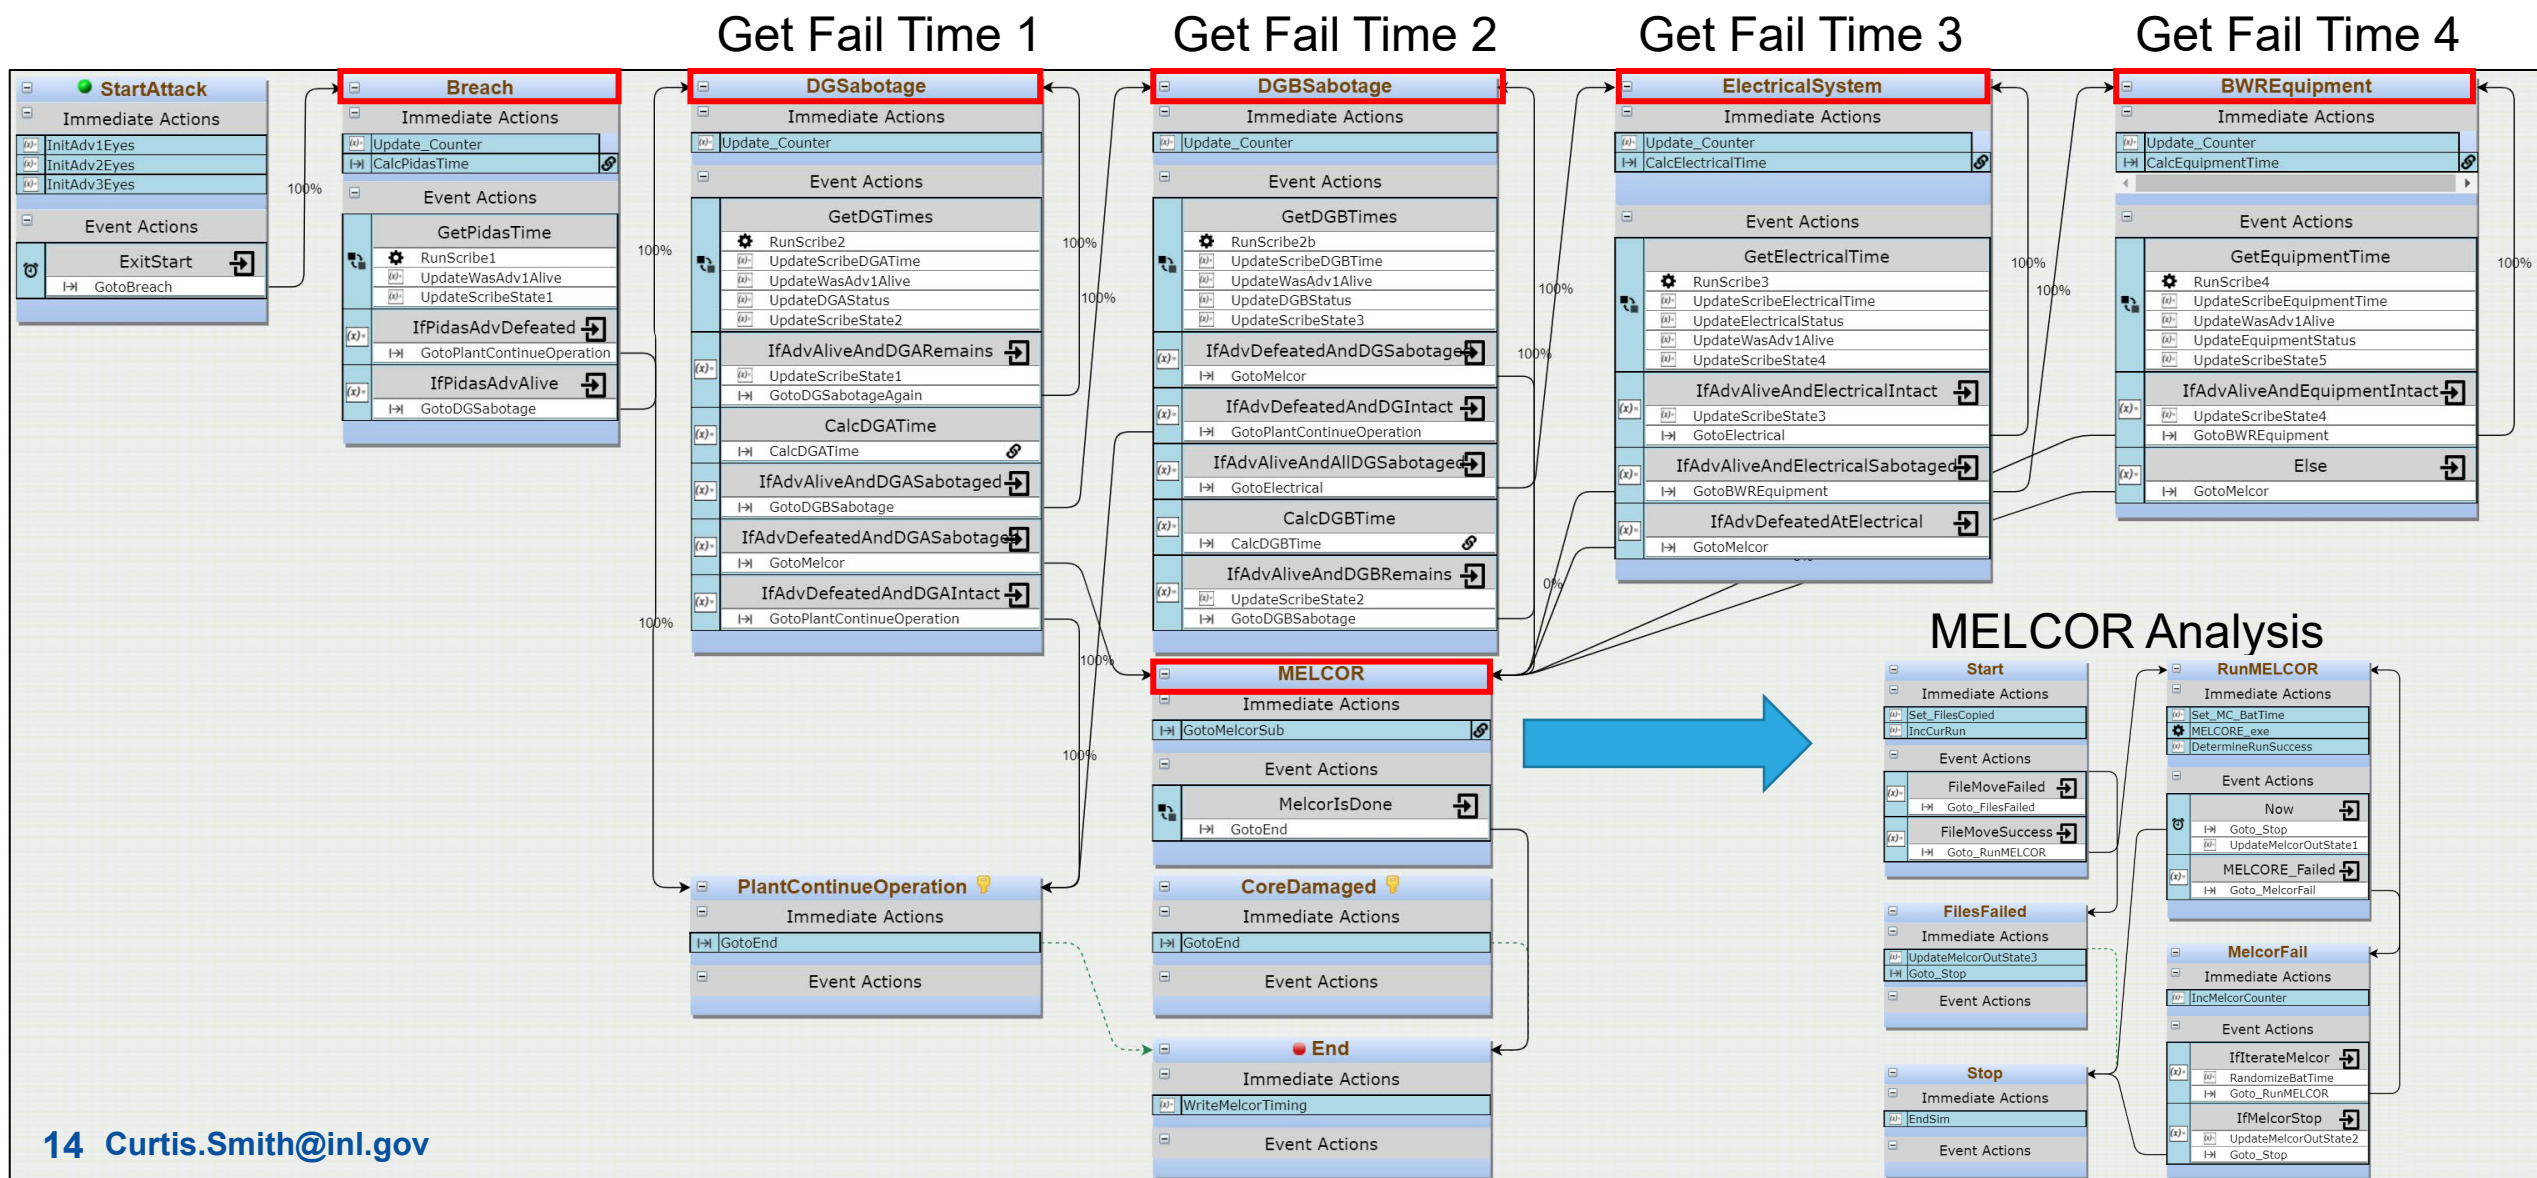 Get Fail Time 1
Get Fail Time 2
Get Fail Time 3
Get Fail Time 4
StartAttack
Immediate Actions
InitAdv1Eyes
InitAdv2Eyes
InitAdv3Eyes
Event Actions
ExitStart
GotoBreach
100%
Breach
Immediate Actions
Update_Counter
CalcPidasTime
Event Actions
GetPidasTime
RunScribe1
UpdateWasAdv1Alive
UpdateScribeState1
IfPidasAdvDefeated
GotoPlantContinueOperation
IfPidasAdvAlive
GotoDGSabotage
100%
100%
DGSabotage
Immediate Actions
Update_Counter
Event Actions
GetDGTimes
RunScribe2
UpdateScribeDGATime
UpdateWasAdv1Alive
UpdateDGAStatus
UpdateScribeState2
IfAdvAliveAndDGARemains
UpdateScribeState1
GotoDGSabotageAgain
CalcDGATime
CalcDGATime
IfAdvAliveAndDGASabotaged
GotoDGBSabotage
IfAdvDefeatedAndDGASabotaged
GotoMelcor
IfAdvDefeatedAndDGAIntact
GotoPlantContinueOperation
100%
100%
100%
100%
DGBSabotage
Immediate Actions
Update_Counter
Event Actions
GetDGBTimes
RunScribe2b
UpdateScribeDGBTime
UpdateWasAdv1Alive
UpdateDGBStatus
UpdateScribeState3
IfAdvDefeatedAndDGSabotaged
GotoMelcor
IfAdvDefeatedAndDGIntact
GotoPlantContinueOperation
IfAdvAliveAndAllDGSabotaged
GotoElectrical
CalcDGBTime
CalcDGBTime
IfAdvAliveAndDGBRemains
UpdateScribeState2
GotoDGBSabotage
100%
100%
0%
ElectricalSystem
Immediate Actions
Update_Counter
CalcElectricalTime
Event Actions
GetElectricalTime
RunScribe3
UpdateScribeElectricalTime
UpdateElectricalStatus
UpdateWasAdv1Alive
UpdateScribeState4
IfAdvAliveAndElectricalIntact
UpdateScribeState3
GotoElectrical
IfAdvAliveAndElectricalSabotaged
GotoBWREquipment
IfAdvDefeatedAtElectrical
GotoMelcor
100%
100%
BWREquipment
Immediate Actions
Update_Counter
CalcEquipmentTime
Event Actions
GetEquipmentTime
RunScribe4
UpdateScribeEquipmentTime
UpdateWasAdv1Alive
UpdateEquipmentStatus
UpdateScribeState5
IfAdvAliveAndEquipmentIntact
UpdateScribeState4
GotoBWREquipment
Else
GotoMelcor
100%
MELCOR
Immediate Actions
GotoMelcorSub
Event Actions
MelcorIsDone
GotoEnd
PlantContinueOperation
Immediate Actions
GotoEnd
Event Actions
CoreDamaged
Immediate Actions
GotoEnd
Event Actions
End
Immediate Actions
WriteMelcorTiming
Event Actions
MELCOR Analysis
Start
Immediate Actions
Set_FilesCopied
IncCurRun
Event Actions
FileMoveFailed
Goto_FilesFailed
FileMoveSuccess
Goto_RunMELCOR
FilesFailed
Immediate Actions
UpdateMelcorOutState3
Goto_Stop
Event Actions
Stop
Immediate Actions
EndSim
Event Actions
RunMELCOR
Immediate Actions
Set_MC_BatTime
MELCORE_exe
DetermineRunSuccess
Event Actions
Now
Goto_Stop
UpdateMelcorOutState1
MELCORE_Failed
Goto_MelcorFail
MelcorFail
Immediate Actions
IncMelcorCounter
Event Actions
IfIterateMelcor
RandomizeBatTime
Goto_RunMELCOR
IfMelcorStop
UpdateMelcorOutState2
Goto_Stop
14 Curtis.Smith@inl.gov